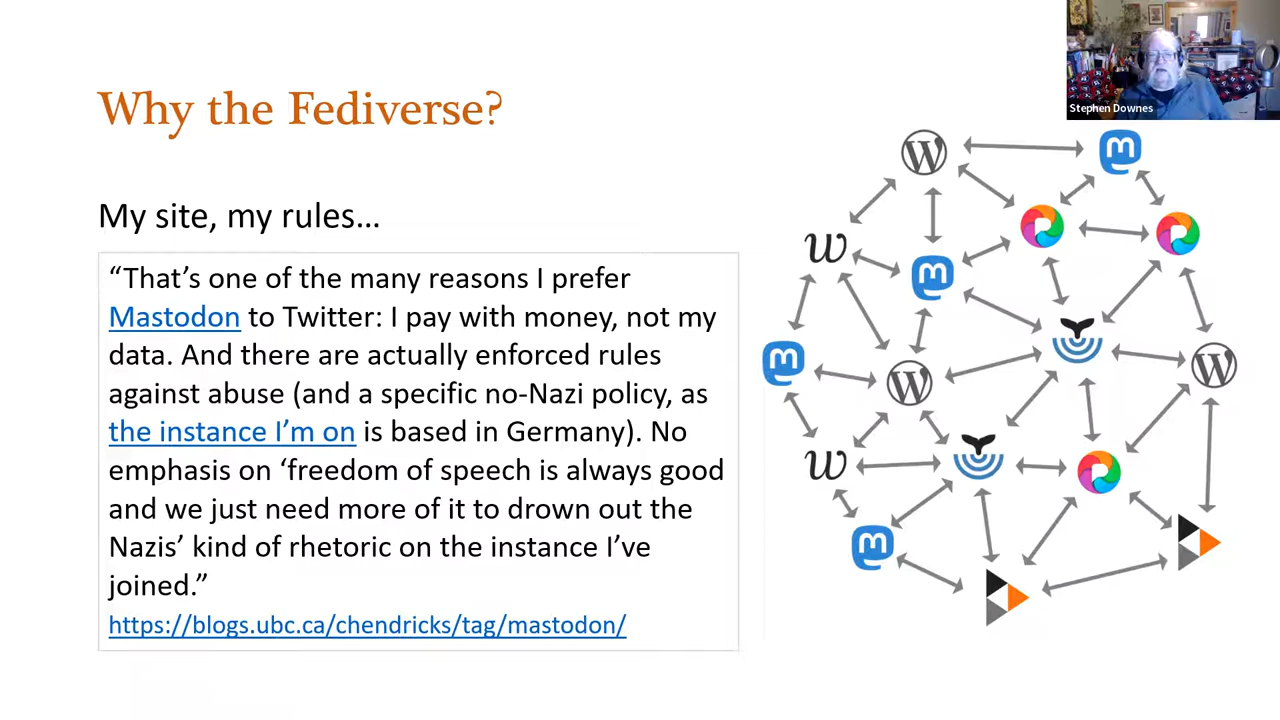 Stephen Downes
Why the Fediverse?
My site, my rules…
“That’s one of the many reasons I prefer
Mastodon to Twitter: I pay with money, not my
data. And there are actually enforced rules
against abuse (and a specific no-Nazi policy, as
the instance I’m on is based in Germany). No
emphasis on ‘freedom of speech is always good
and we just need more of it to drown out the
Nazis’ kind of rhetoric on the instance I’ve
joined.”
https://blogs.ubc.ca/chendricks/tag/mastodon/